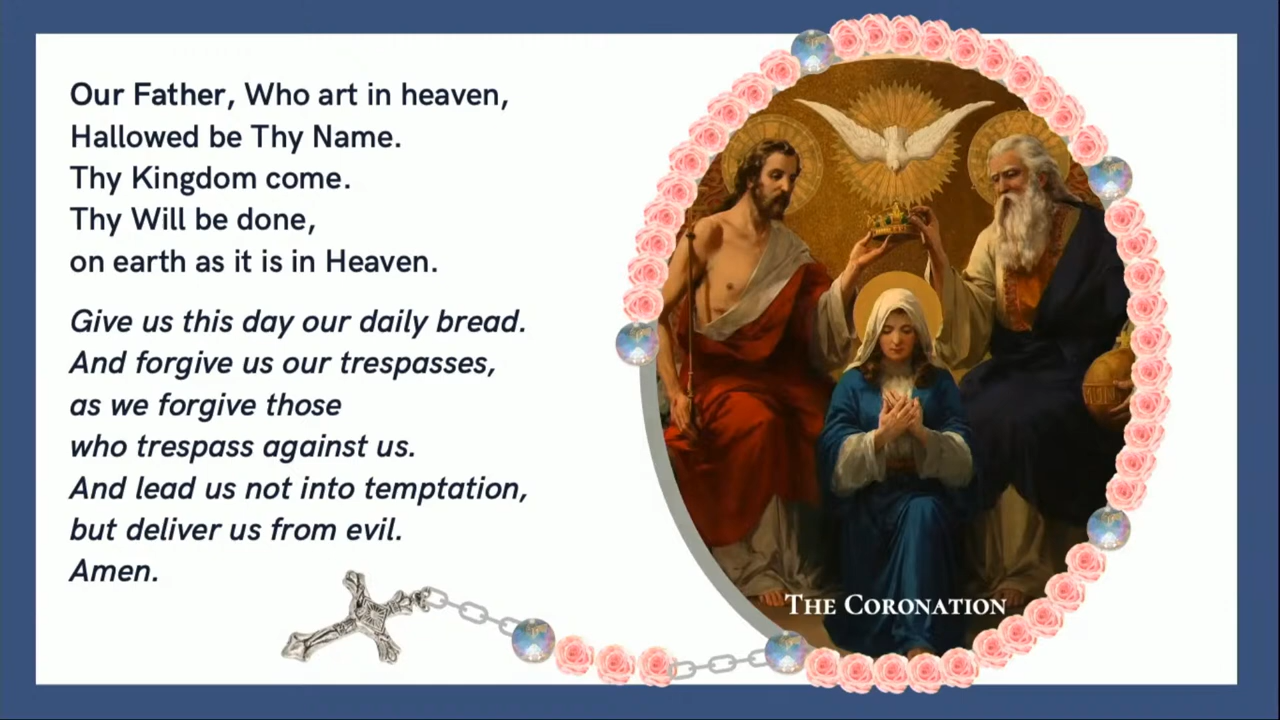 Our Father, Who art in heaven,
Hallowed be Thy Name.
Thy Kingdom come.
Thy Will be done,
on earth as it is in Heaven.
Give us this day our daily bread.
And forgive us our trespasses,
as we forgive those
who trespass against us.
And lead us not into temptation,
but deliver us from evil.
Amen.
The Coronation